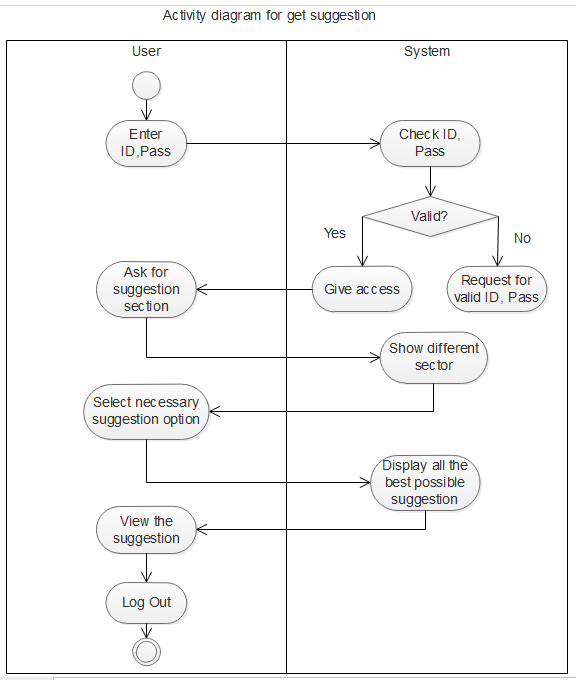 Activity diagram for get suggestion
User
System
Enter
ID,Pass
Check ID,
Pass
Valid?
Yes
No
Ask for
suggestion
section
Give access
Request for
valid ID, Pass
Show different
sector
Select necessary
suggestion option
Display all the
best possible
suggestion
View the
suggestion
Log Out